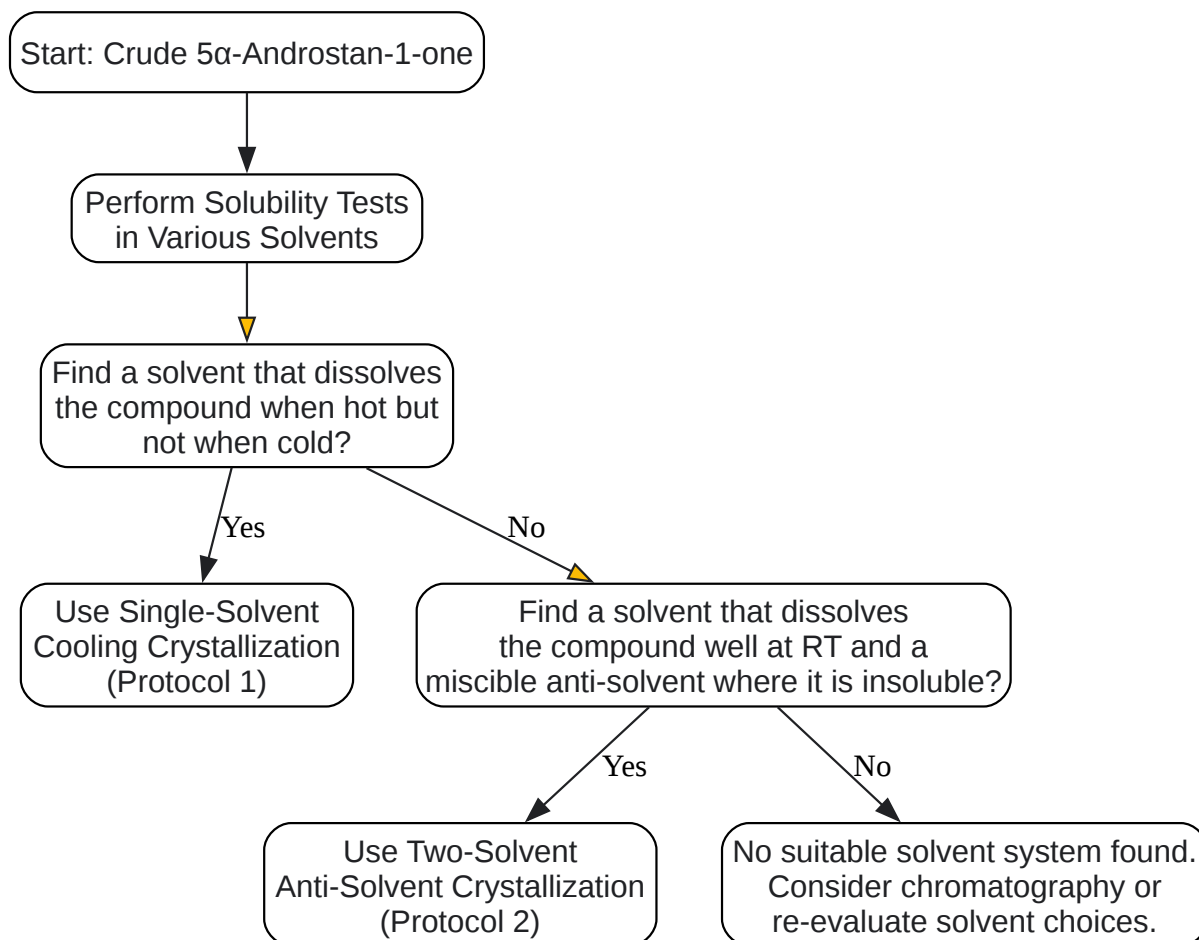 Start: Crude 5α-Androstan-1-one
Perform Solubility Tests
in Various Solvents
Find a solvent that dissolves
the compound when hot but
not when cold?
Yes
No
Use Single-Solvent
Cooling Crystallization
(Protocol 1)
Find a solvent that dissolves
the compound well at RT and a
miscible anti-solvent where it is insoluble?
Yes
No
Use Two-Solvent
Anti-Solvent Crystallization
(Protocol 2)
No suitable solvent system found.
Consider chromatography or
re-evaluate solvent choices.